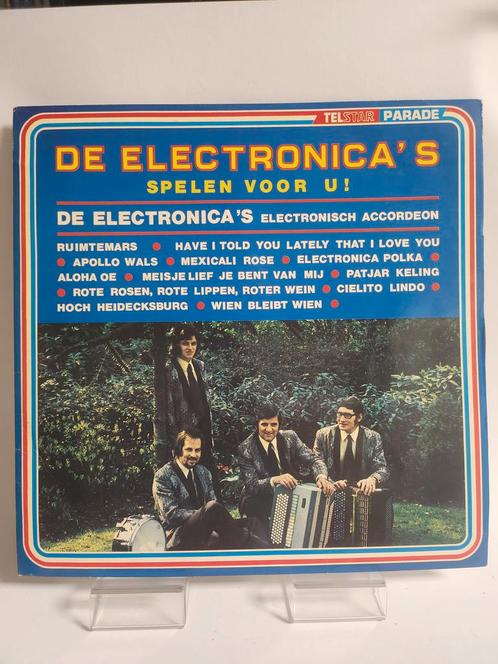 TELSTAR PARADE
DE ELECTRONICA'S
SPELEN VOOR U!
DE ELECTRONICA'S ELECTRONISCH ACCORDEON
RUIMTEMARS • HAVE I TOLD YOU LATELY THAT I LOVE YOU
• APOLLO WALS • MEXICALI ROSE • ELECTRONICA POLKA •
ALOHA OE • MEISJE LIEF JE BENT VAN MIJ • PATJAR KELING
• ROTE ROSEN, ROTE LIPPEN, ROTER WEIN • CIELITO LINDO •
HOCH HEIDECKSBURG • WIEN BLEIBT WIEN •